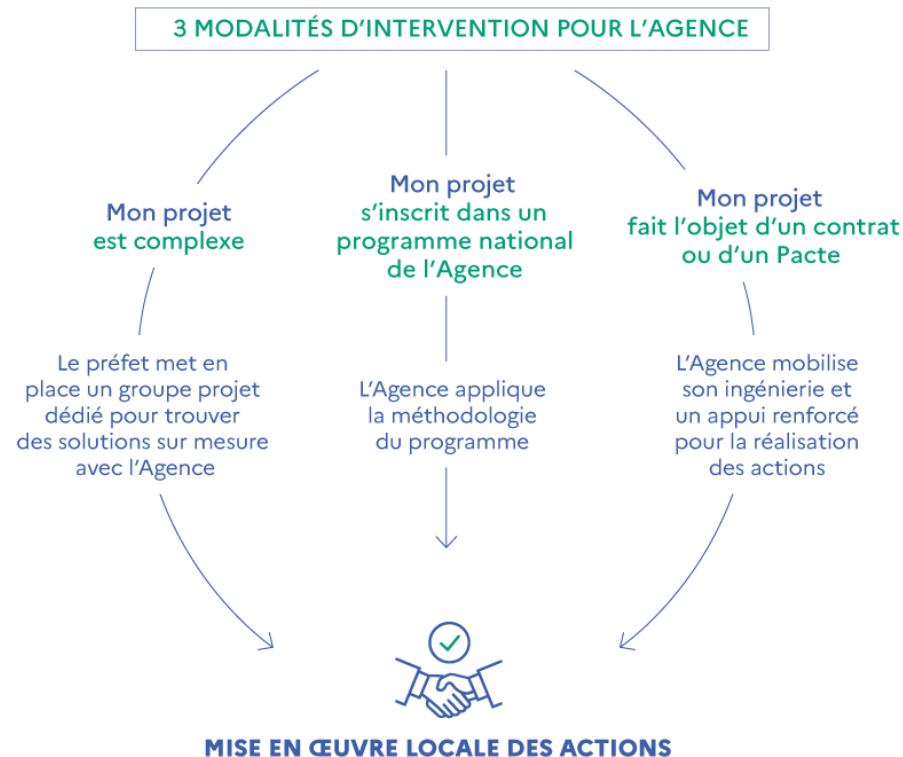 3 MODALITÉS D’INTERVENTION POUR L’AGENCE
Mon projet
est complexe
Le préfet met en
place un groupe projet
dédié pour trouver
des solutions sur mesure
avec l’Agence
Mon projet
s’inscrit dans un
programme national
de l’Agence
L’Agence applique
la méthodologie
du programme
Mon projet
fait l’objet d’un contrat
ou d’un Pacte
L’Agence mobilise
son ingénierie et
un appui renforcé
pour la réalisation
des actions
MISE EN ŒUVRE LOCALE DES ACTIONS